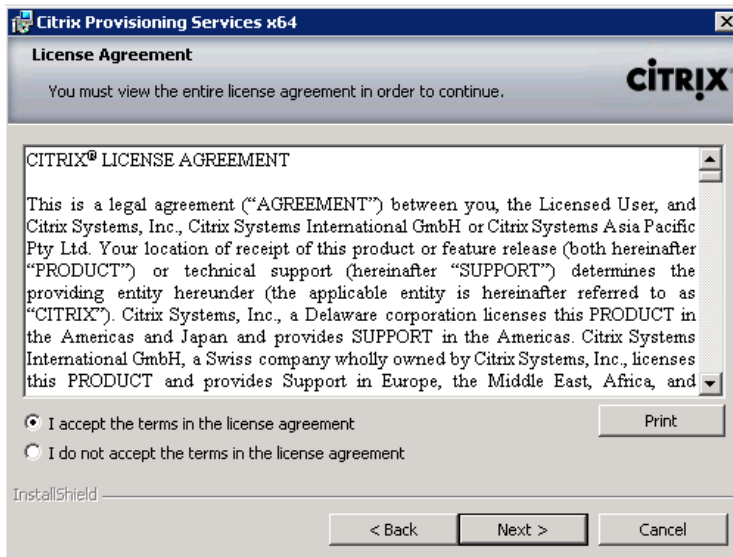 Citrix Provisioning Services x64
License Agreement
You must view the entire license agreement in order to continue.
CITRIX
CITRIX® LICENSE AGREEMENT
This is a legal agreement (“AGREEMENT”) between you, the Licensed User, and
Citrix Systems, Inc., Citrix Systems International GmbH or Citrix Systems Asia Pacific
Pty Ltd. Your location of receipt of this product or feature release (both hereinafter
“PRODUCT”) or technical support (hereinafter “SUPPORT”) determines the
providing entity hereunder (the applicable entity is hereinafter referred to as
“CITRIX”). Citrix Systems, Inc., a Delaware corporation licenses this PRODUCT in
the Americas and Japan and provides SUPPORT in the Americas. Citrix Systems
International GmbH, a Swiss company wholly owned by Citrix Systems, Inc., licenses
this PRODUCT and provides Support in Europe, the Middle East, Africa, and
I accept the terms in the license agreement
Print
I do not accept the terms in the license agreement
InstallShield
< Back Next > Cancel